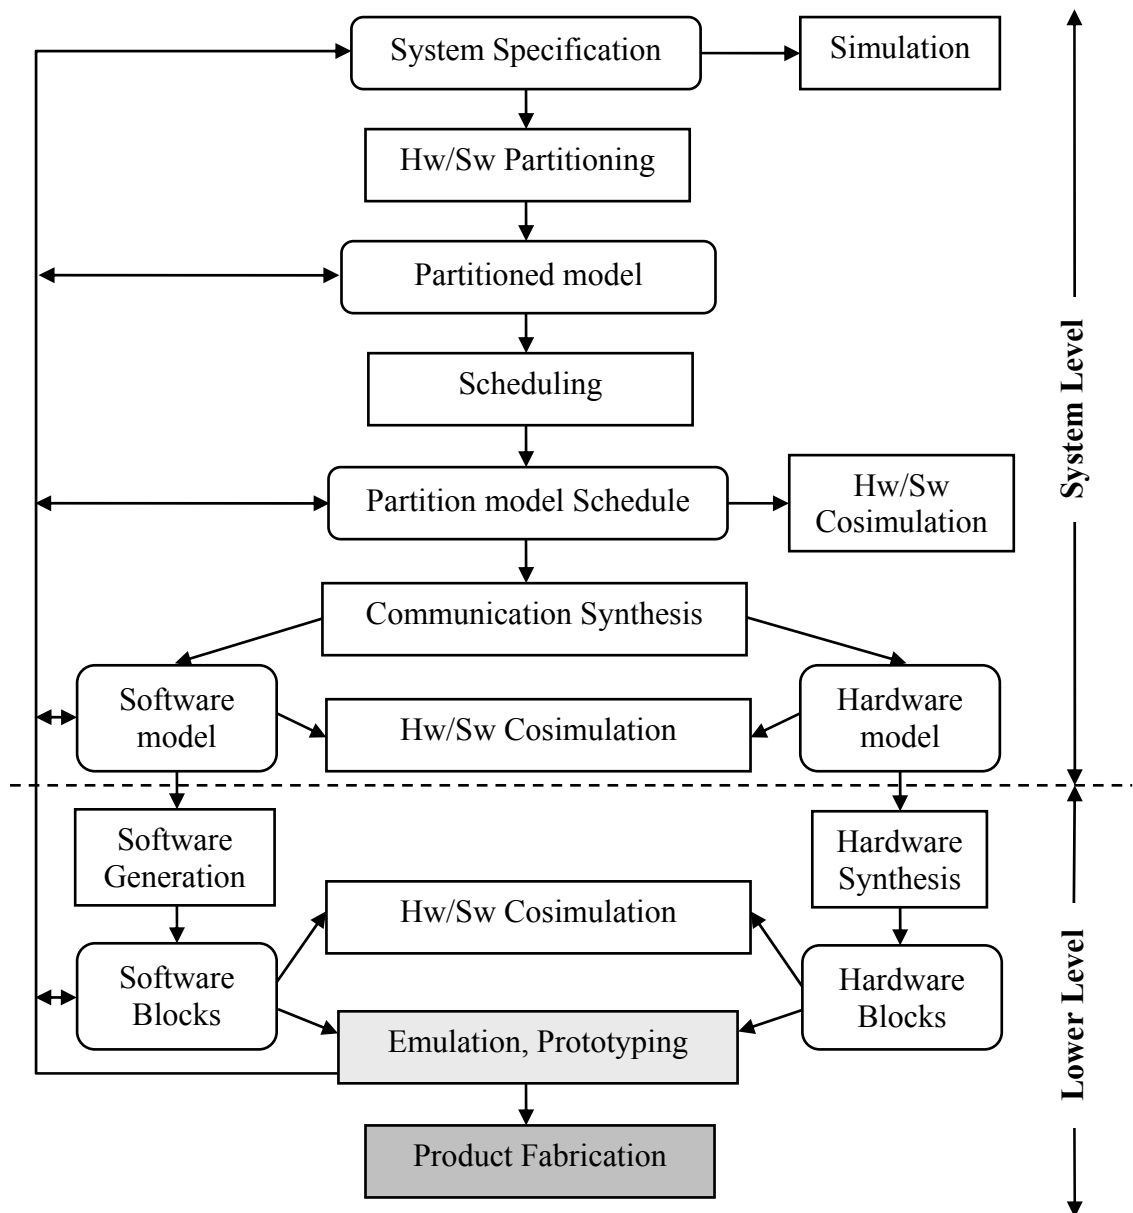 System Specification
Simulation
Hw/Sw Partitioning
Partitioned model
Scheduling
Partition model Schedule
Hw/Sw
Cosimulation
System Level
Communication Synthesis
Software
model
Hw/Sw Cosimulation
Hardware
model
Software
Generation
Hardware
Synthesis
Hw/Sw Cosimulation
Software
Blocks
Hardware
Blocks
Lower Level
Emulation, Prototyping
Product Fabrication